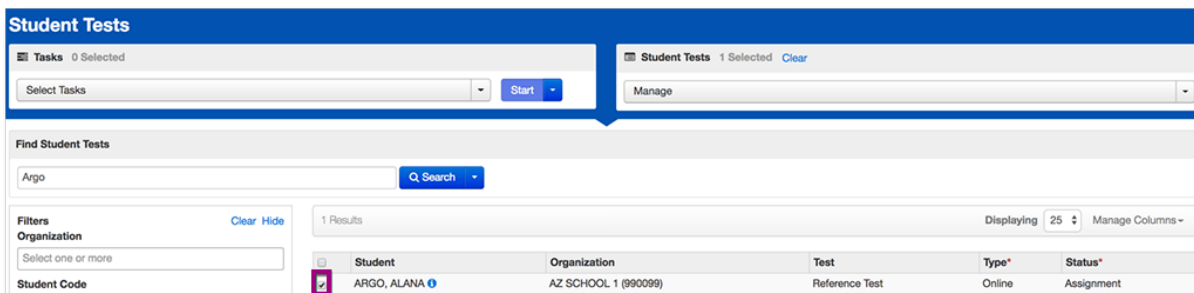 Student Tests
Tasks 0 Selected
Student Tests 1 Selected Clear
Select Tasks
Start
Manage
Find Student Tests
Argo
Search
Filters Clear Hide
1 Results
Displaying 25 Manage Columns
Organization
Select one or more
Student Organization Test Type* Status*
Student Code
ARGO, ALANA AZ SCHOOL 1 (990099) Reference Test Online Assignment